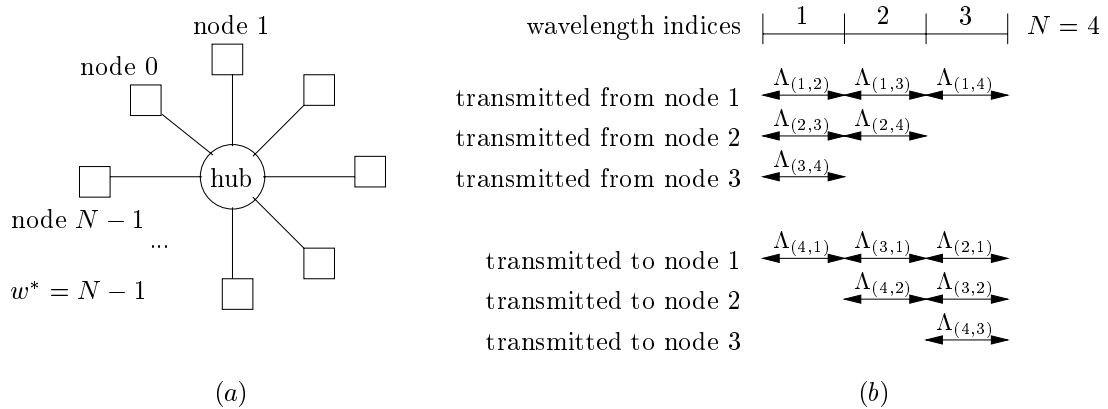 node 1
node 0
hub
node N − 1
...
w* = N − 1
(a)
wavelength indices 1 2 3 N = 4
transmitted from node 1 Λ(1,2) Λ(1,3) Λ(1,4)
transmitted from node 2 Λ(2,3) Λ(2,4)
transmitted from node 3 Λ(3,4)
transmitted to node 1 Λ(4,1) Λ(3,1) Λ(2,1)
transmitted to node 2 Λ(4,2) Λ(3,2)
transmitted to node 3 Λ(4,3)
(b)